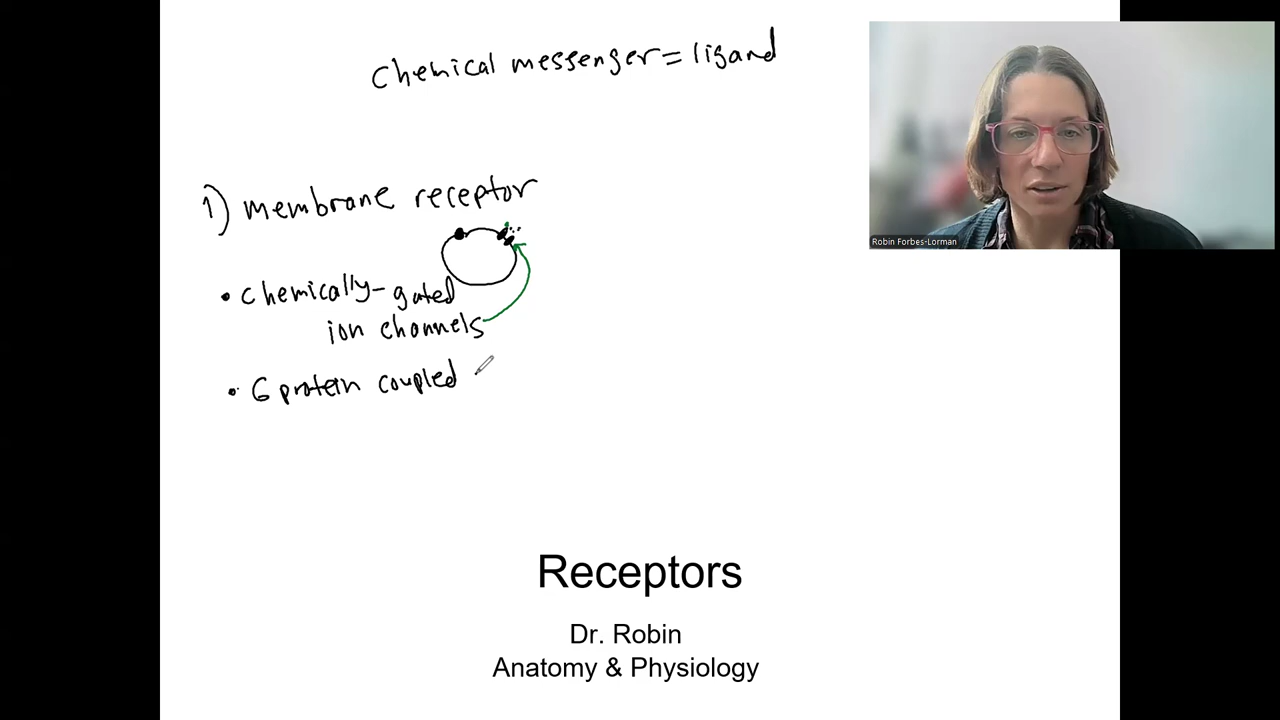 chemical messenger = ligand
Robin Forbes-Lorman
1) membrane receptor
• chemically-gated
ion channels
• G protein coupled
Receptors
Dr. Robin
Anatomy & Physiology